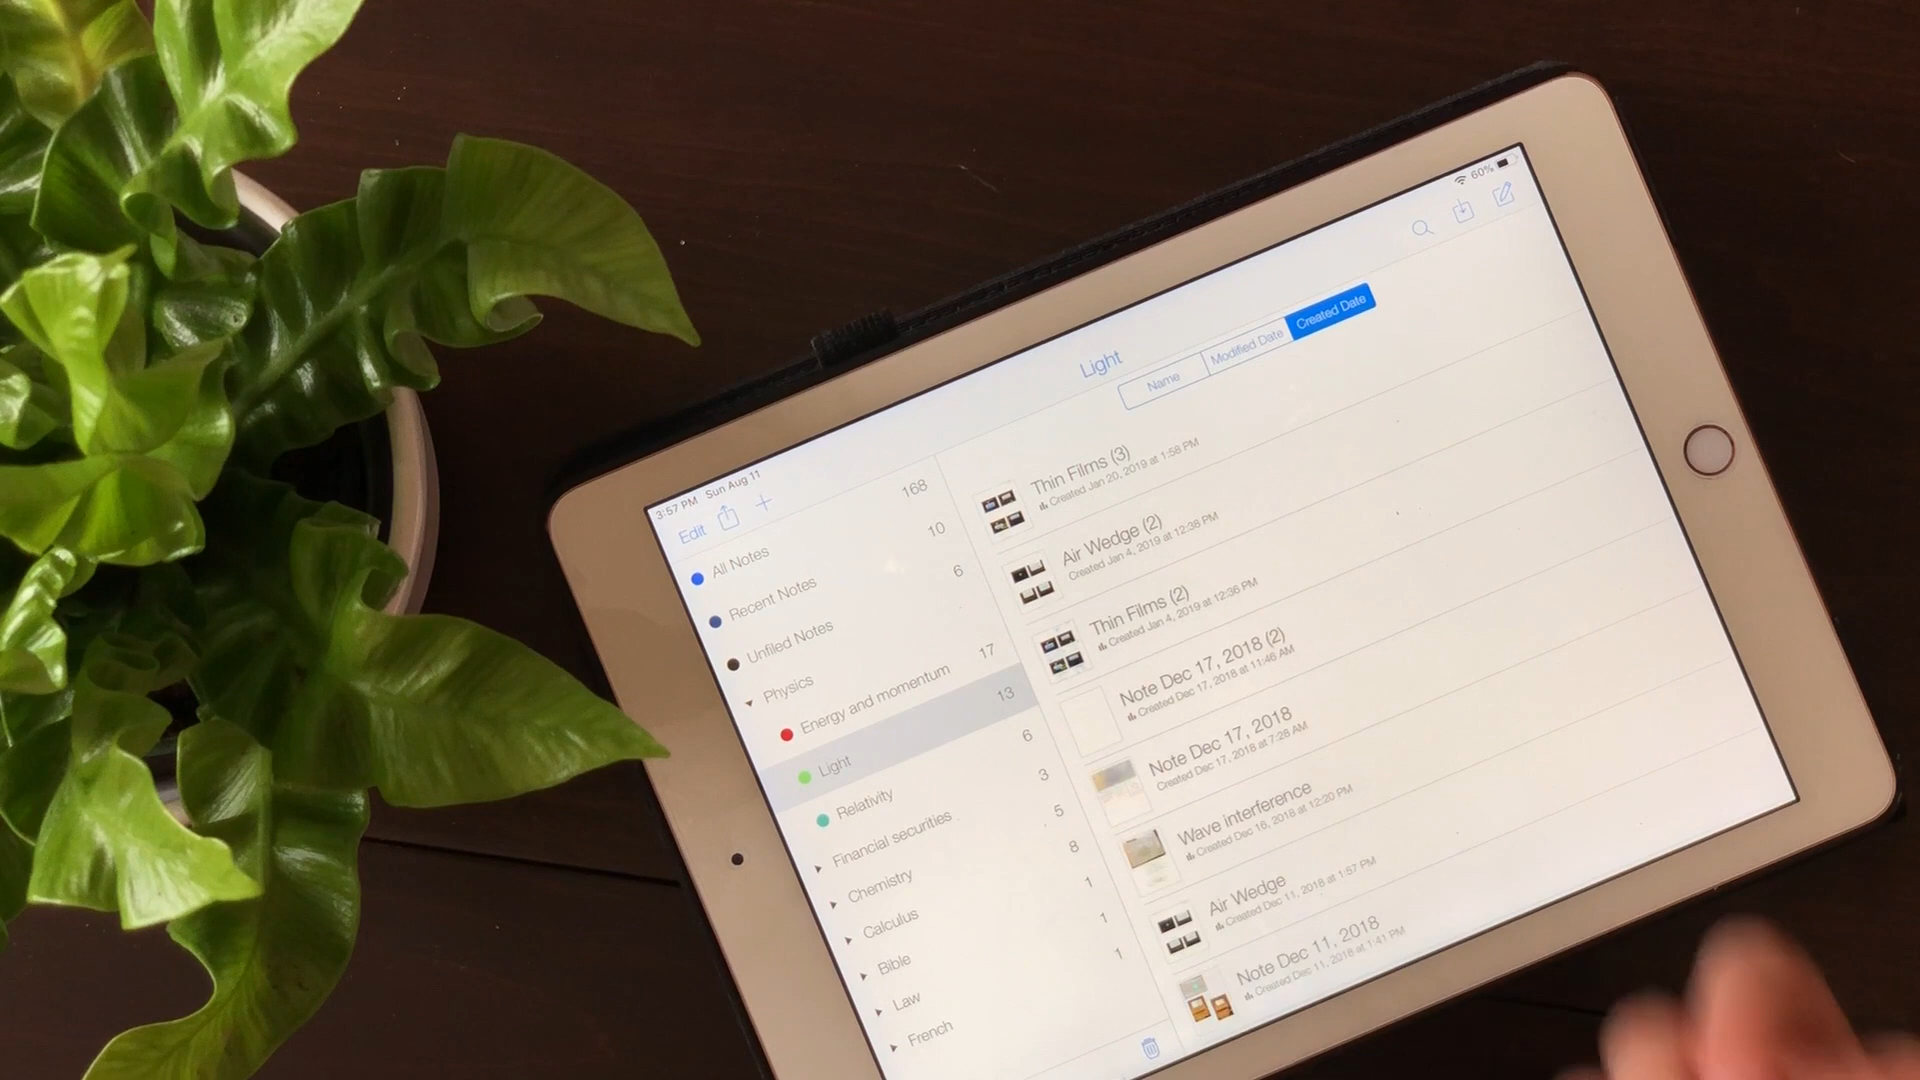 3:57 PM Sun Aug 11
60%
Edit
Light
Name Modified Date Created Date
All Notes 168
Recent Notes 10
Unfiled Notes 6
Physics
Energy and momentum 17
Light 13
Relativity 6
Financial securities 3
Chemistry 5
Calculus 8
Bible 1
Law 1
French 1
Thin Films (3)
Created Jan 20, 2019 at 1:58 PM
Air Wedge (2)
Created Jan 4, 2019 at 12:38 PM
Thin Films (2)
Created Jan 4, 2019 at 12:36 PM
Note Dec 17, 2018 (2)
Created Dec 17, 2018 at 11:46 AM
Note Dec 17, 2018
Created Dec 17, 2018 at 7:28 AM
Wave interference
Created Dec 16, 2018 at 12:20 PM
Air Wedge
Created Dec 11, 2018 at 1:57 PM
Note Dec 11, 2018
Created Dec 11, 2018 at 1:41 PM